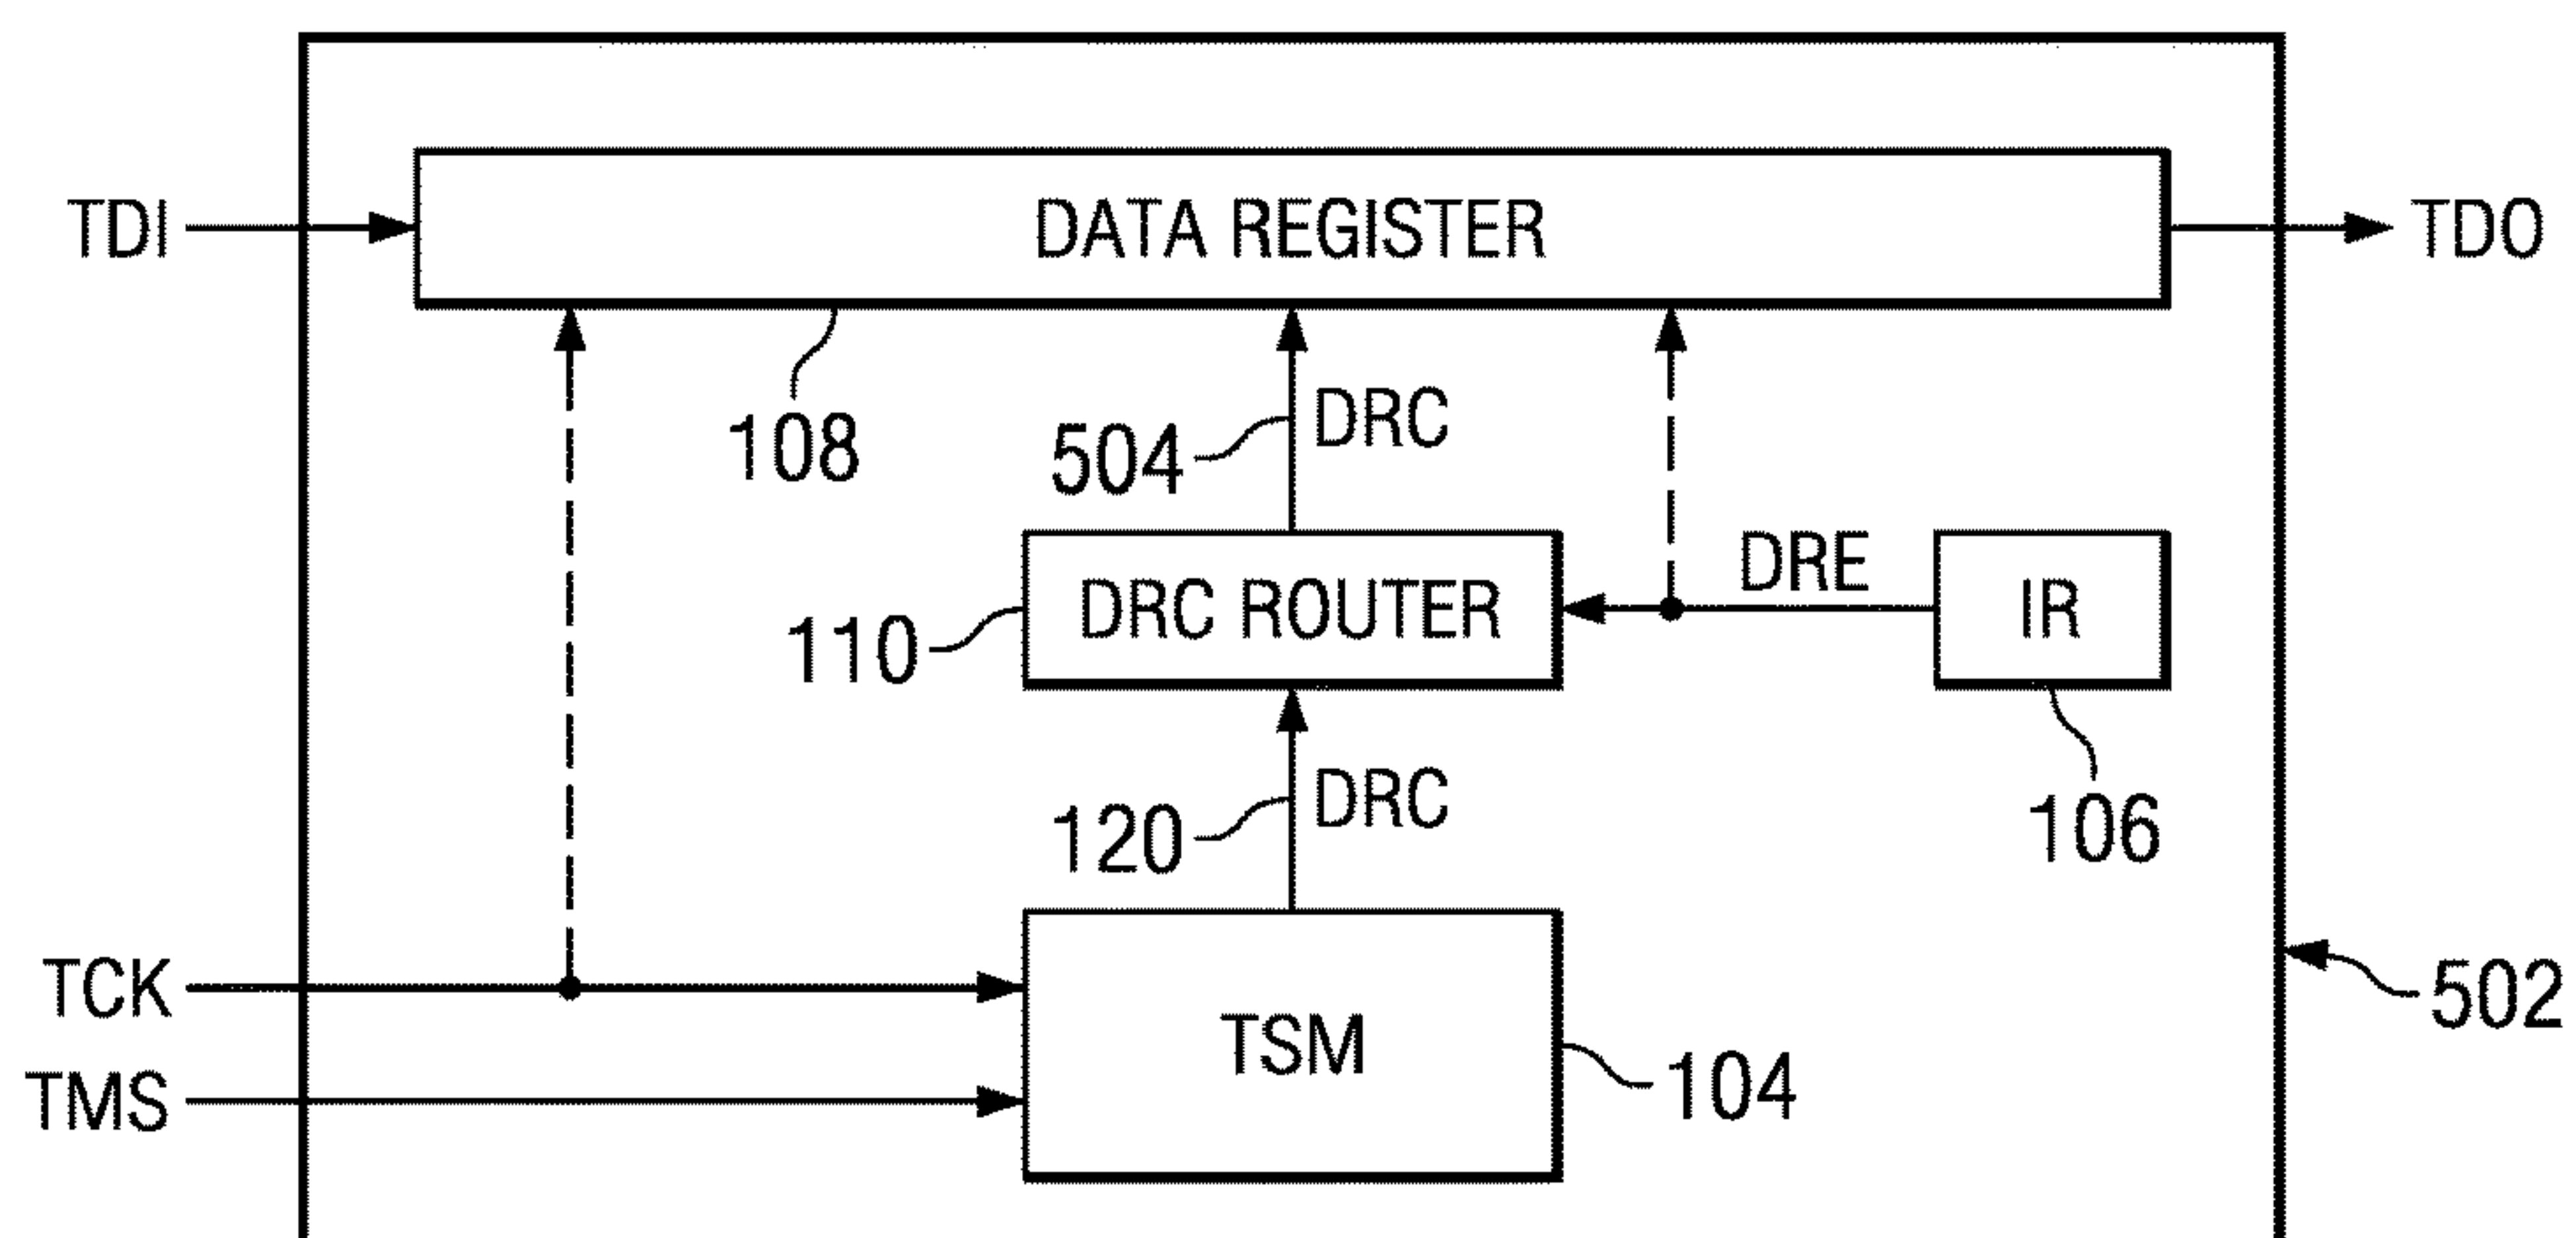 TDI
DATA REGISTER
TDO
108
504
DRC
110
DRC ROUTER
DRE
IR
120
DRC
106
TCK
TMS
TSM
104
502